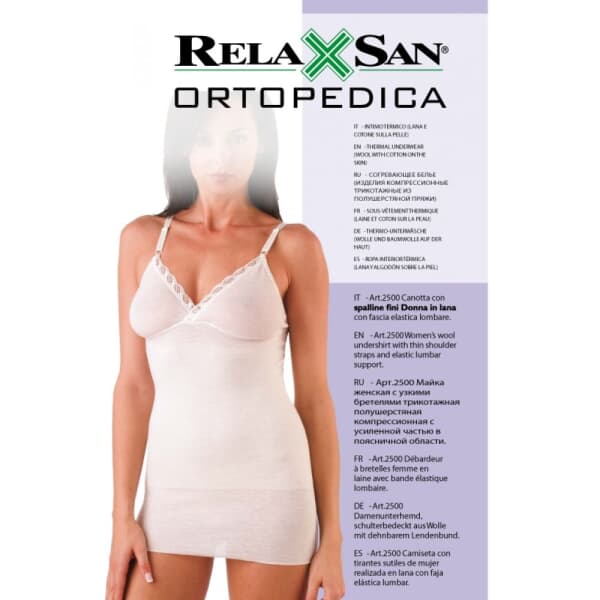 RELAXSAN®
ORTOPEDICA
IT - INTIMO TERMICO (LANA E
COTONE SULLA PELLE)
EN - THERMAL UNDERWEAR
(WOOL WITH COTTON ON THE
SKIN)
RU - СОГРЕВАЮЩЕЕ БЕЛЬЕ
(ИЗДЕЛИЯ КОМПРЕССИОННЫЕ
ТРИКОТАЖНЫЕ ИЗ
ПОЛУШЕРСТЯНОЙ ПРЯЖИ)
FR - SOUS-VÊTEMENT THERMIQUE
(LAINE ET COTON SUR LA PEAU)
DE - THERMO-UNTERWÄSCHE
(WOLLE UND BAUMWOLLE AUF DER
HAUT)
ES - ROPA INTERIOR TÉRMICA
(LANA Y ALGODÓN SOBRE LA PIEL)
IT - Art.2500 Canotta con
spalline fini Donna in lana
con fascia elastica lombare.
EN - Art.2500 Women's wool
undershirt with thin shoulder
straps and elastic lumbar
support.
RU - Арт.2500 Майка
женская с узкими
бретелями трикотажная
полушерстяная
компрессионная с
усиленной частью в
поясничной области.
FR - Art.2500 Débardeur
à bretelles femme en
laine avec bande élastique
lombaire.
DE - Art.2500
Damenunterhemd,
schulterbedeckt aus Wolle
mit dehnbarem Lendenbund.
ES - Art.2500 Camiseta con
tirantes sutiles de mujer
realizada en lana con faja
elástica lumbar.